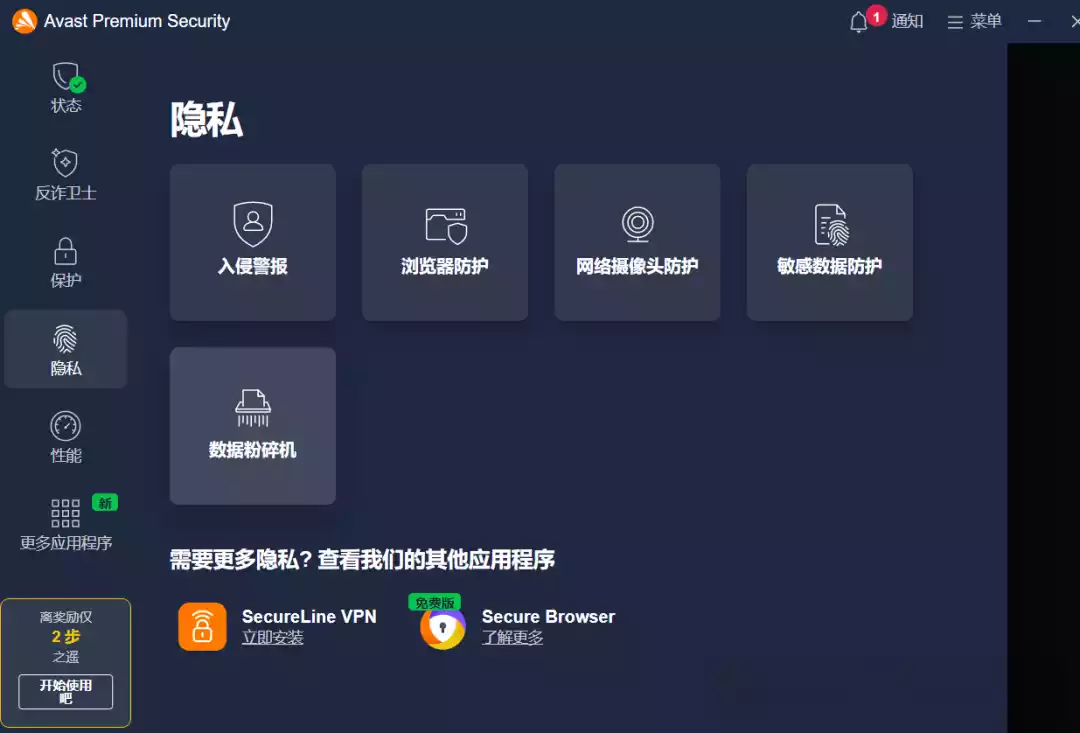 Avast Premium Security
1
通知
菜单
状态
反诈卫士
保护
隐私
性能
新
更多应用程序
离奖励仅
2 步
之遥
开始使用
吧
隐私
入侵警报
浏览器防护
网络摄像头防护
敏感数据防护
数据粉碎机
需要更多隐私? 查看我们的其他应用程序
SecureLine VPN
立即安装
免费版
Secure Browser
了解更多